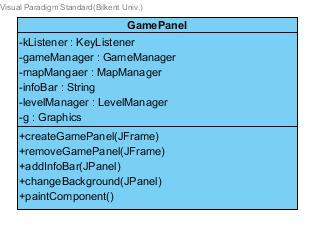 Visual Paradigm Standard(Bilkent Univ.)
GamePanel
-kListener : KeyListener
-gameManager : GameManager
-mapMangaer : MapManager
-infoBar : String
-levelManager : LevelManager
-g : Graphics
+createGamePanel(JFrame)
+removeGamePanel(JFrame)
+addInfoBar(JPanel)
+changeBackground(JPanel)
+paintComponent()